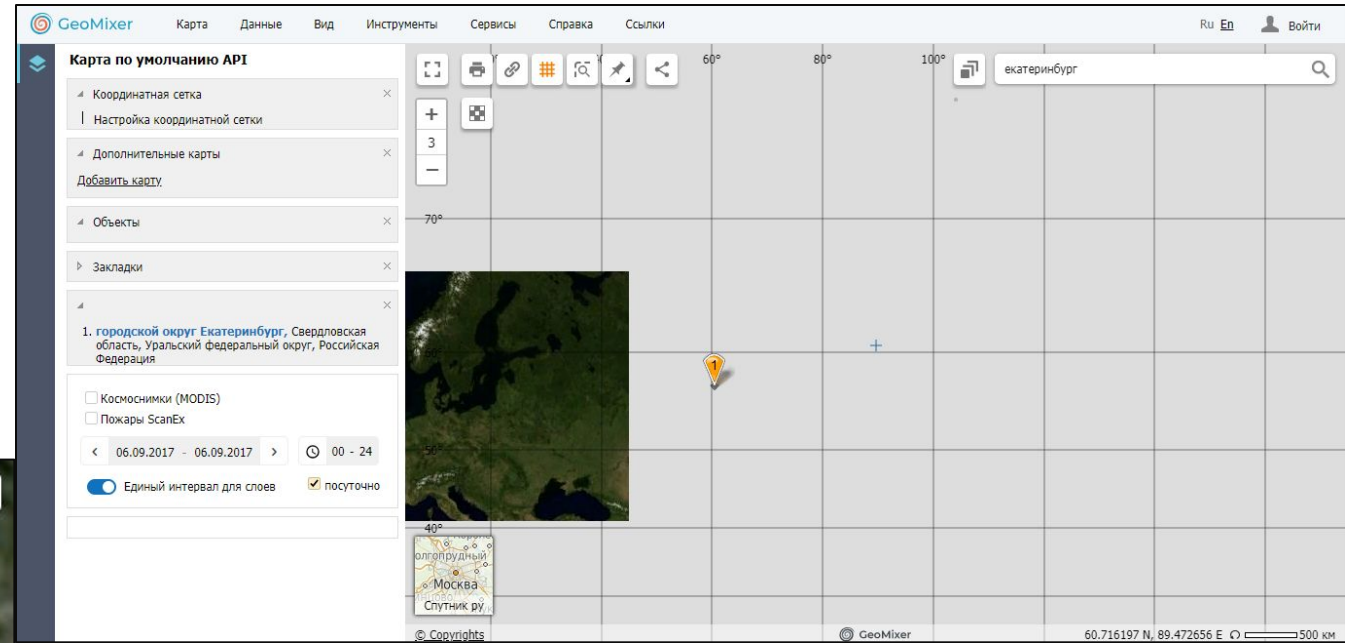 GeoMixer Карта Данные Вид Инструменты Сервисы Справка Ссылки Ru En Войти
Карта по умолчанию API
Координатная сетка
Настройка координатной сетки
Дополнительные карты
Добавить карту
Объекты
Закладки
1. городской округ Екатеринбург, Свердловская
область, Уральский федеральный округ, Российская
Федерация
Космоснимки (MODIS)
Пожары ScanEx
06.09.2017 - 06.09.2017 00 - 24
Единый интервал для слоев посуточно
60° 80° 100°
екатеринбург
3
70°
1
50°
40°
Москва
Спутник ру
© Copyrights GeoMixer 60.716197 N, 89.472656 E 500 км